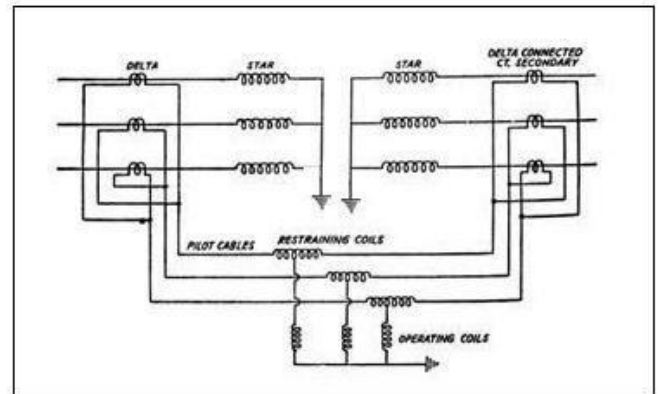 DELTA
STAR
STAR
DELTA CONNECTED
CT. SECONDARY
PILOT CABLES
RESTRAINING COILS
OPERATING COILS